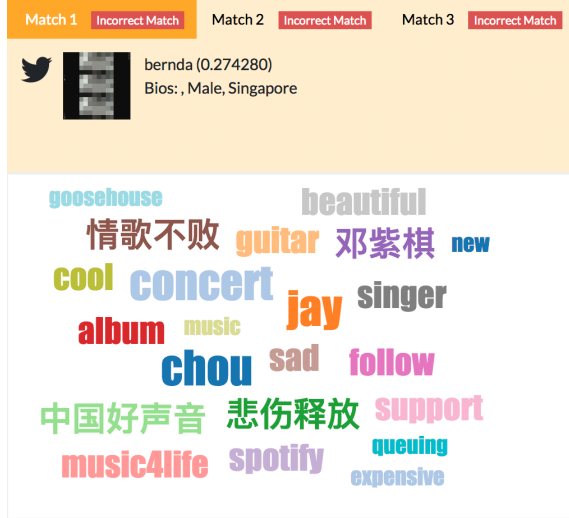 Match 1 Incorrect Match Match 2 Incorrect Match Match 3 Incorrect Match
bernda (0.274280)
Bios: , Male, Singapore
goosehouse beautiful
情歌不败 guitar 邓紫棋 new
cool concert jay singer
album music
chou sad follow
中国好声音 悲伤释放 support
queuing
music4life spotify
expensive